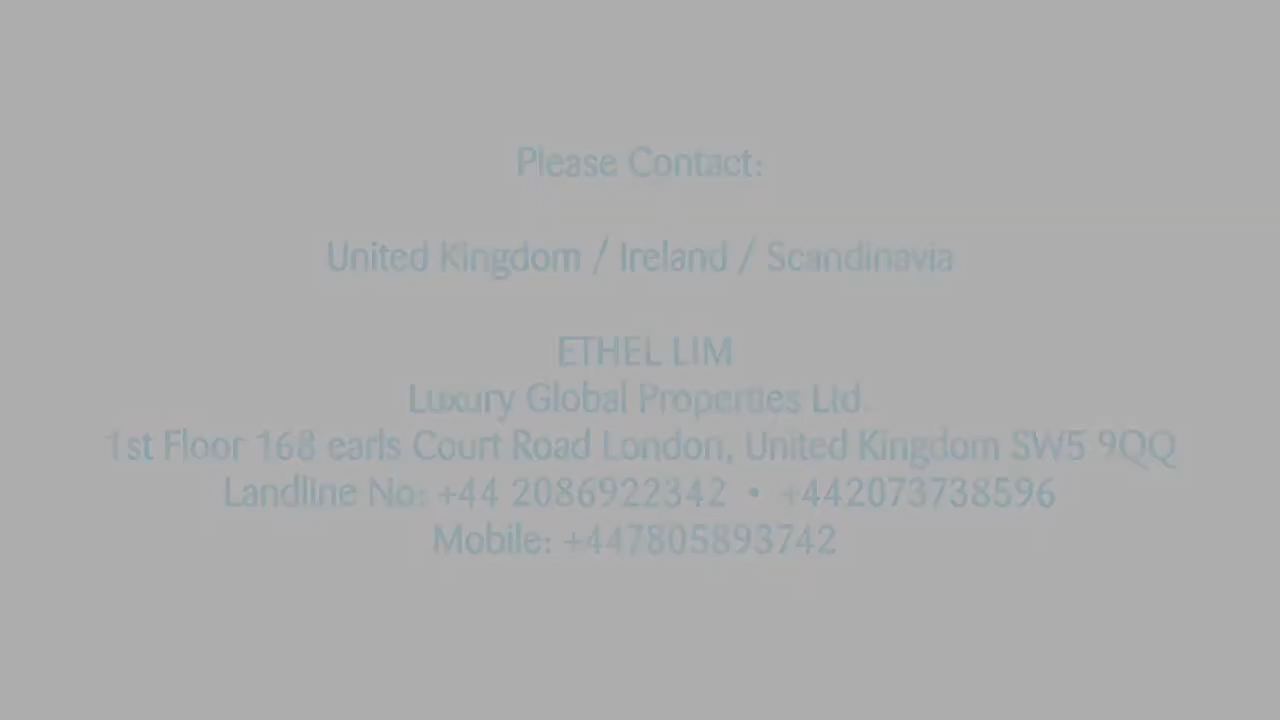 Please Contact:
United Kingdom / Ireland / Scandinavia
ETHEL LIM
Luxury Global Properties Ltd.
1st Floor 168 earls Court Road London, United Kingdom SW5 9QQ
Landline No: +44 2086922342 • +442073738596
Mobile: +447805893742